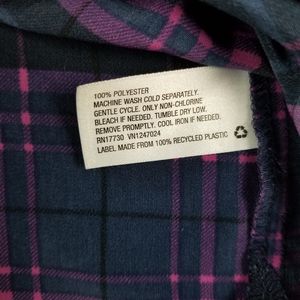 100% POLYESTER
MACHINE WASH COLD SEPARATELY.
GENTLE CYCLE. ONLY NON-CHLORINE
BLEACH IF NEEDED. TUMBLE DRY LOW.
REMOVE PROMPTLY. COOL IRON IF NEEDED.
RN17730 VN1247024
LABEL MADE FROM 100% RECYCLED PLASTIC